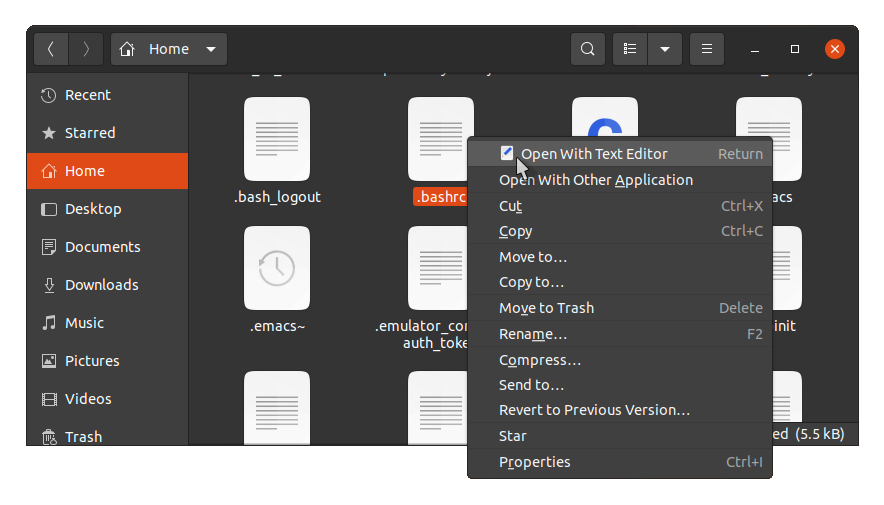 Home
Recent
Starred
Home
Desktop
Documents
Downloads
Music
Pictures
Videos
Trash
.bash_logout
.bashrc
.emacs~
.emulator_con
auth_toke
Open With Text Editor Return
Open With Other Application
Cut Ctrl+X
Copy Ctrl+C
Move to…
Copy to…
Move to Trash Delete
Rename… F2
Compress…
Send to…
Revert to Previous Version…
Star
Properties Ctrl+I
acs
init
ed (5.5 kB)